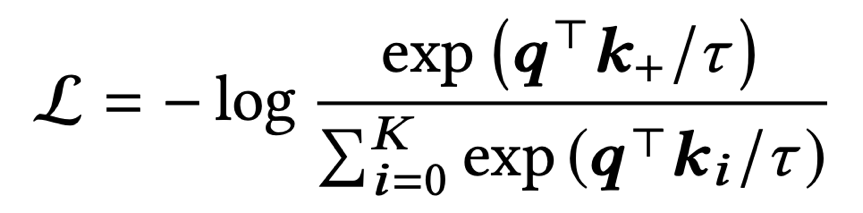 ℒ = − log exp (q⊤k₊/τ) / ∑ᵢ₌₀ᴷ exp (q⊤kᵢ/τ)